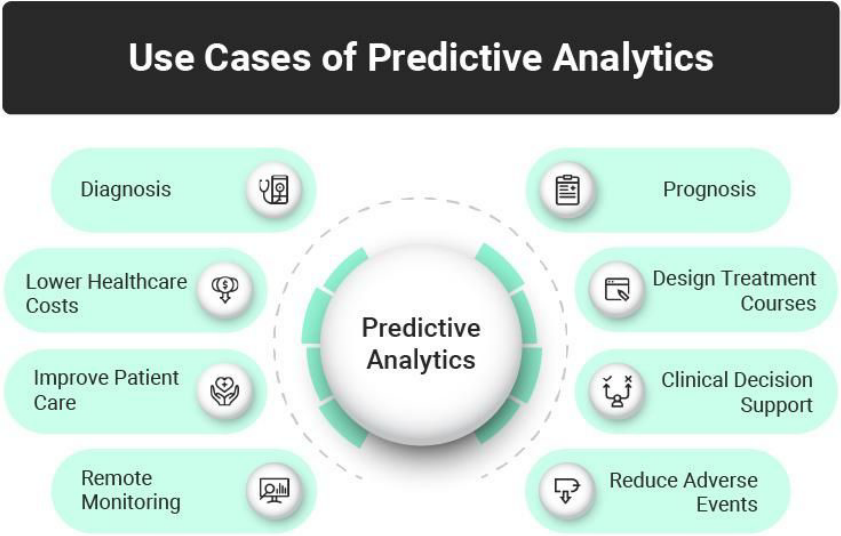 Use Cases of Predictive Analytics
Diagnosis
Lower Healthcare
Costs
Improve Patient
Care
Remote
Monitoring
Predictive
Analytics
Prognosis
Design Treatment
Courses
Clinical Decision
Support
Reduce Adverse
Events